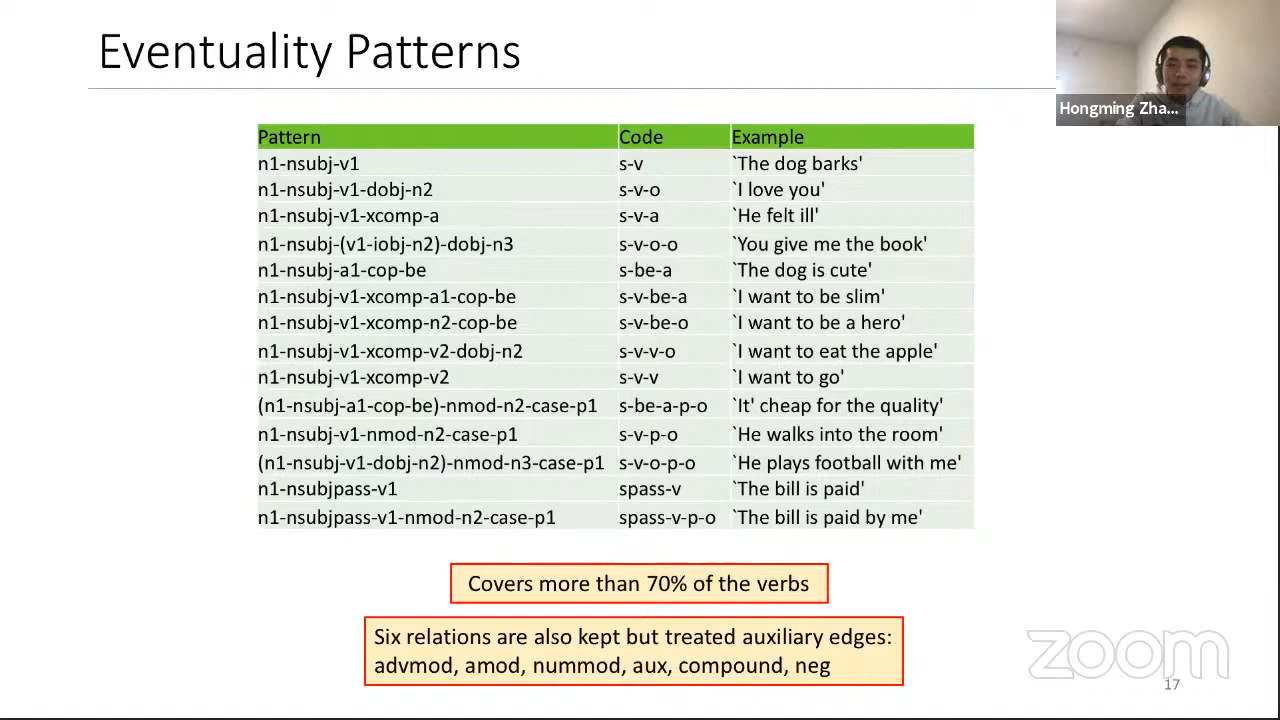 Eventuality Patterns
Hongming Zha...
Pattern Code Example
n1-nsubj-v1 s-v `The dog barks'
n1-nsubj-v1-dobj-n2 s-v-o `I love you'
n1-nsubj-v1-xcomp-a s-v-a `He felt ill'
n1-nsubj-(v1-iobj-n2)-dobj-n3 s-v-o-o `You give me the book'
n1-nsubj-a1-cop-be s-be-a `The dog is cute'
n1-nsubj-v1-xcomp-a1-cop-be s-v-be-a `I want to be slim'
n1-nsubj-v1-xcomp-n2-cop-be s-v-be-o `I want to be a hero'
n1-nsubj-v1-xcomp-v2-dobj-n2 s-v-v-o `I want to eat the apple'
n1-nsubj-v1-xcomp-v2 s-v-v `I want to go'
(n1-nsubj-a1-cop-be)-nmod-n2-case-p1 s-be-a-p-o `It' cheap for the quality'
n1-nsubj-v1-nmod-n2-case-p1 s-v-p-o `He walks into the room'
(n1-nsubj-v1-dobj-n2)-nmod-n3-case-p1 s-v-o-p-o `He plays football with me'
n1-nsubjpass-v1 spass-v `The bill is paid'
n1-nsubjpass-v1-nmod-n2-case-p1 spass-v-p-o `The bill is paid by me'
Covers more than 70% of the verbs
Six relations are also kept but treated auxiliary edges:
advmod, amod, nummod, aux, compound, neg
zoom
17